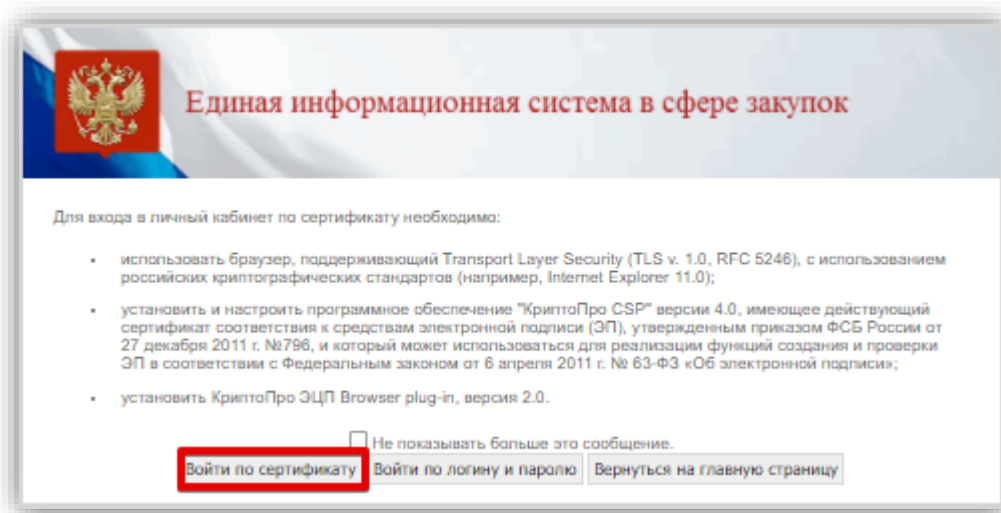 Единая информационная система в сфере закупок
Для входа в личный кабинет по сертификату необходимо:
использовать браузер, поддерживающий Transport Layer Security (TLS v. 1.0, RFC 5246), с использованием
российских криптографических стандартов (например, Internet Explorer 11.0);
установить и настроить программное обеспечение "КриптоПро CSP" версии 4.0, имеющее действующий
сертификат соответствия к средствам электронной подписи (ЭП), утвержденным приказом ФСБ России от
27 декабря 2011 г. №796, и который может использоваться для реализации функций создания и проверки
ЭП в соответствии с Федеральным законом от 6 апреля 2011 г. № 63-ФЗ «Об электронной подписи»;
установить КриптоПро ЭЦП Browser plug-in, версия 2.0.
Не показывать больше это сообщение.
Войти по сертификату Войти по логину и паролю Вернуться на главную страницу